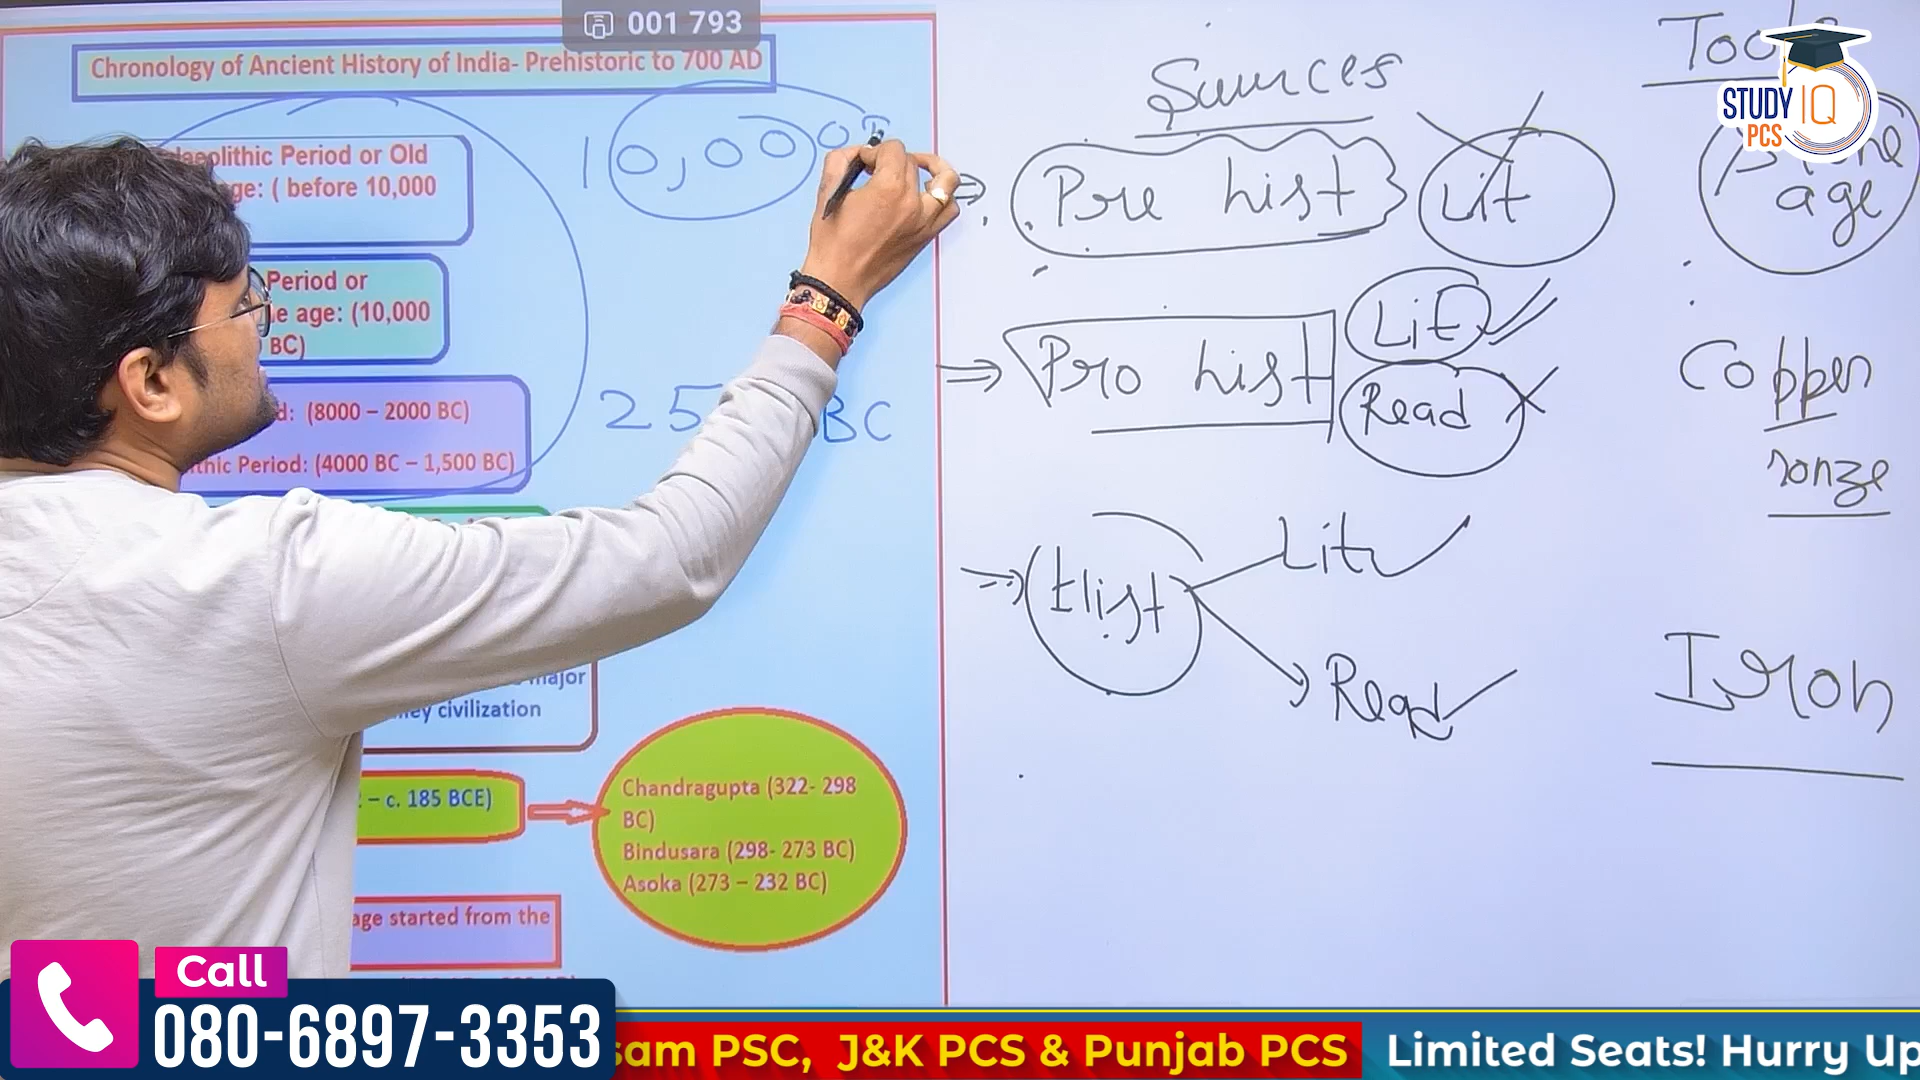 001 793
Chronology of Ancient History of India- Prehistoric to 700 AD
laeolithic Period or Old
ge: ( before 10,000
Period or
e age: (10,000
BC)
d: (8000 – 2000 BC)
thic Period: (4000 BC – 1,500 BC)
10,000
25 BC
major
ley civilization
– c. 185 BCE)
Chandragupta (322- 298
BC)
Bindusara (298- 273 BC)
Asoka (273 – 232 BC)
age started from the
Sources
Pre hist
Lit
Pro hist
Lit
Read
Hist
Lit
Read
age
Copper
ronze
Iron
STUDY IQ
PCS
Call
080-6897-3353
sam PSC, J&K PCS & Punjab PCS
Limited Seats! Hurry Up